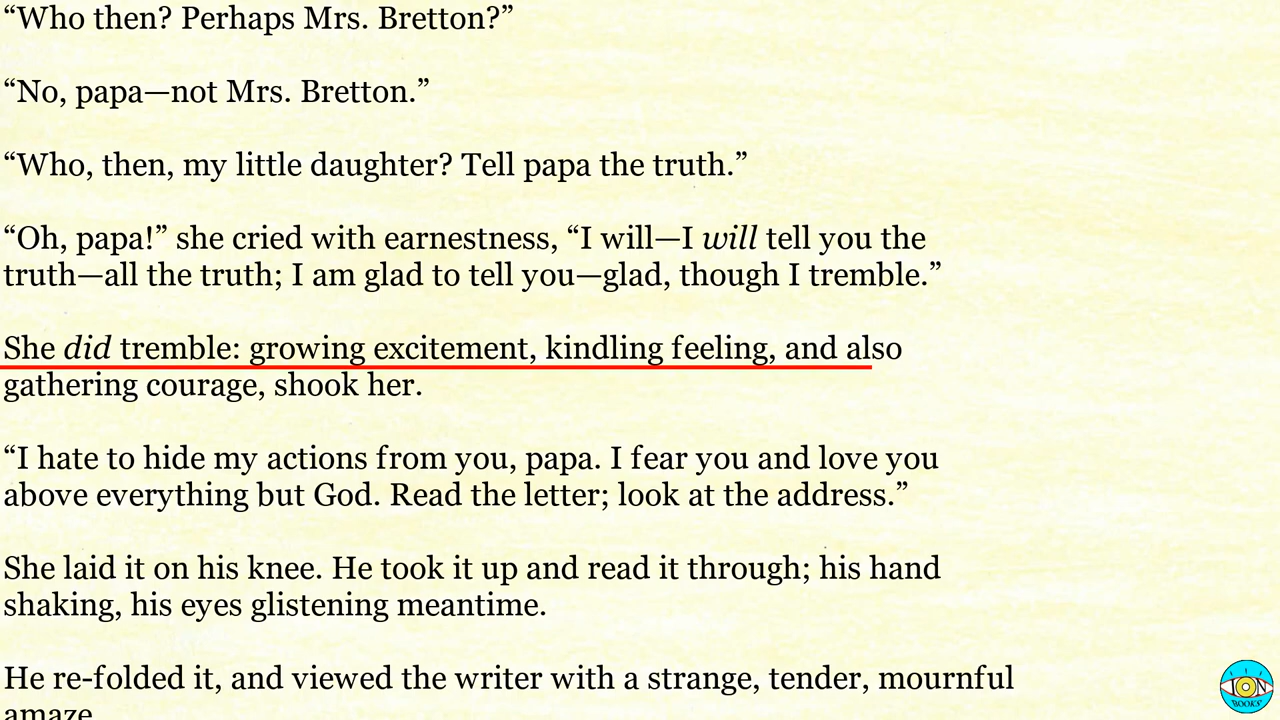 “Who then? Perhaps Mrs. Bretton?”
“No, papa—not Mrs. Bretton.”
“Who, then, my little daughter? Tell papa the truth.”
“Oh, papa!” she cried with earnestness, “I will—I will tell you the
truth—all the truth; I am glad to tell you—glad, though I tremble.”
She did tremble: growing excitement, kindling feeling, and also
gathering courage, shook her.
“I hate to hide my actions from you, papa. I fear you and love you
above everything but God. Read the letter; look at the address.”
She laid it on his knee. He took it up and read it through; his hand
shaking, his eyes glistening meantime.
He re-folded it, and viewed the writer with a strange, tender, mournful
amaze.
ION
BOOKS